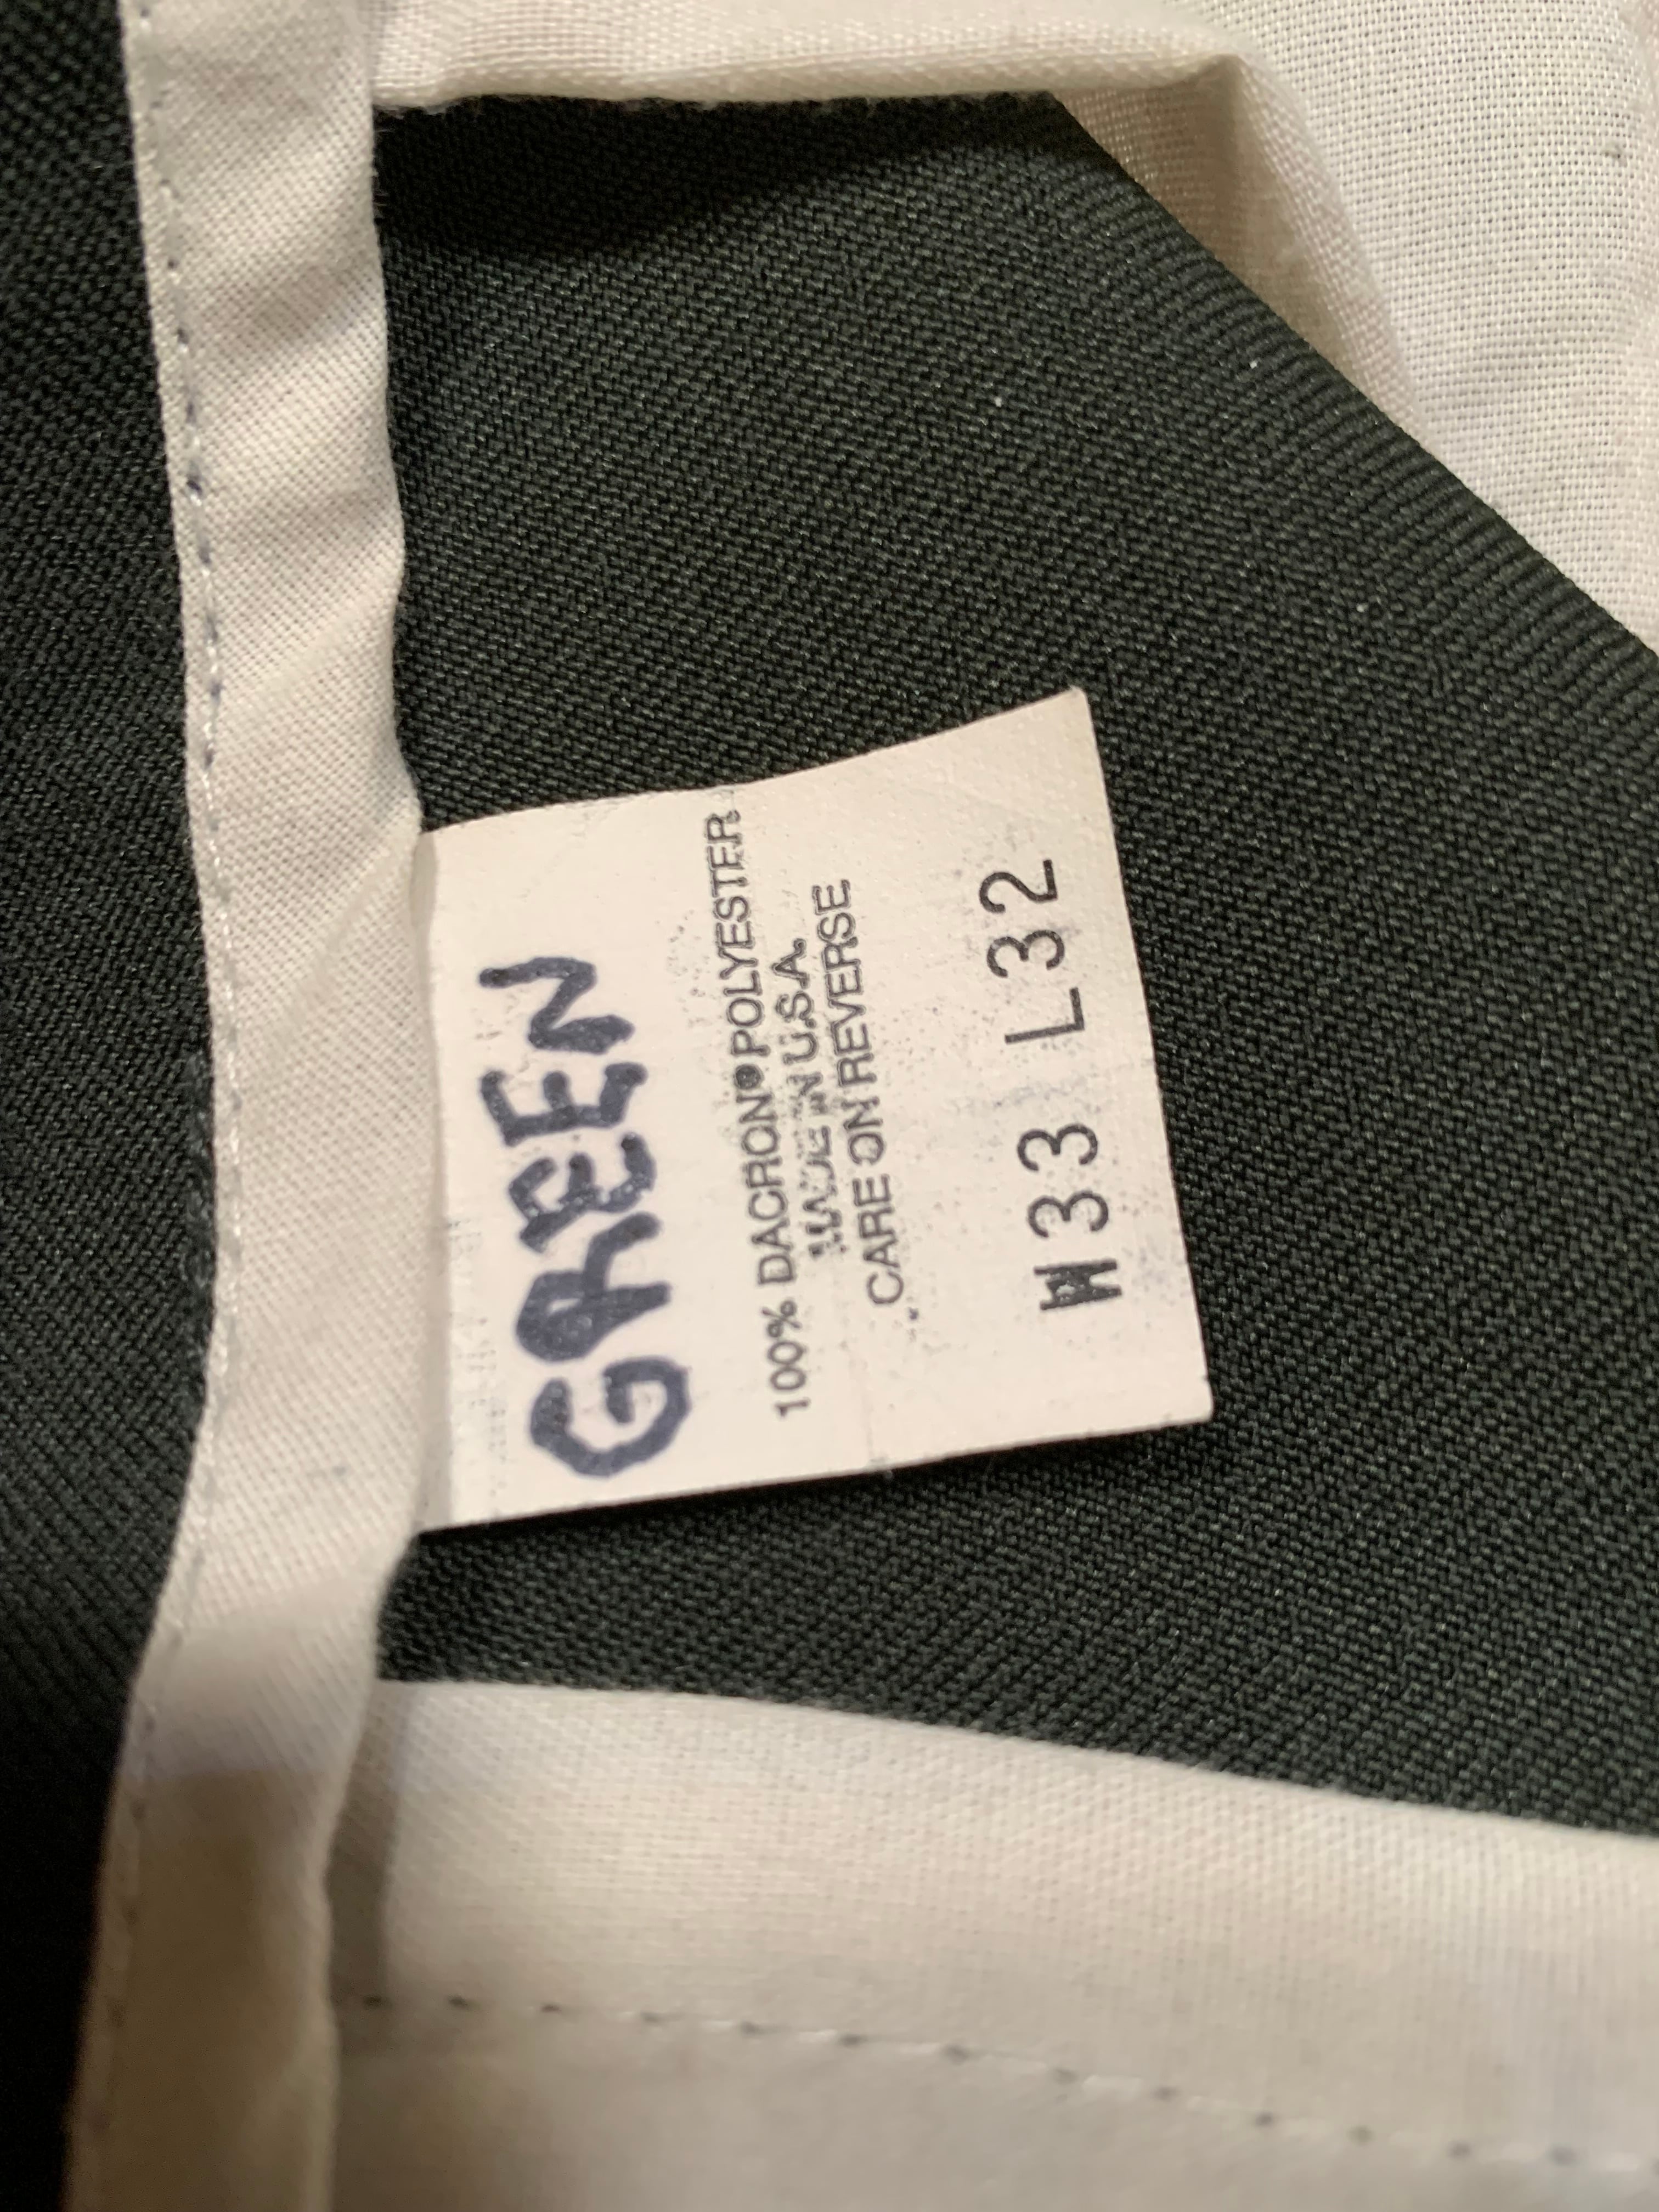 GREEN
100% DACRON® POLYESTER
MADE IN U.S.A.
CARE ON REVERSE
W33 L32